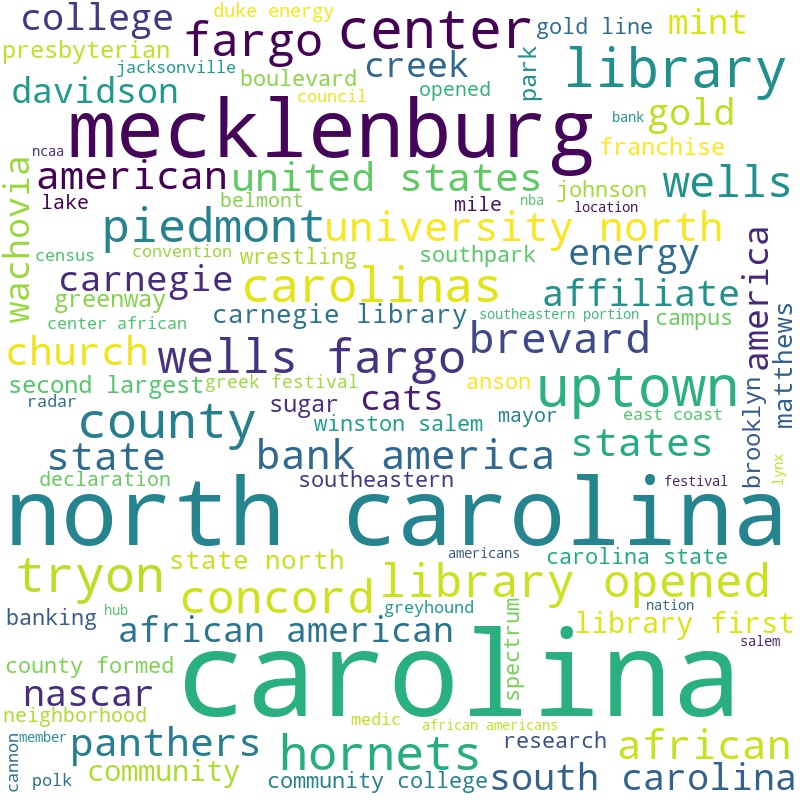 college
duke energy
fargo
center
gold line
mint
presbyterian
jacksonville
boulevard
creek
park
library
davidson
council
opened
bank
gold
mecklenburg
franchise
ncaa
american
united states
johnson
wells
wachovia
lake
belmont
mile
nba
location
piedmont
university north
energy
america
census
convention
wrestling
southpark
carnegie
carolinas
affiliate
greenway
center african
carnegie library
southeastern portion
campus
matthews
church
wells fargo
brevard
second largest
greek festival
anson
uptown
brooklyn
radar
sugar
cats
winston salem
mayor
east coast
county
state
bank america
states
lynx
declaration
southeastern
festival
north carolina
americans
tryon
state north
carolina state
concord
library opened
banking
hub
greyhound
nation
african american
spectrum
library first
salem
county formed
carolina
nascar
neighborhood
medic
african americans
cannon
member
panthers
hornets
research
african
polk
community
community college
south carolina